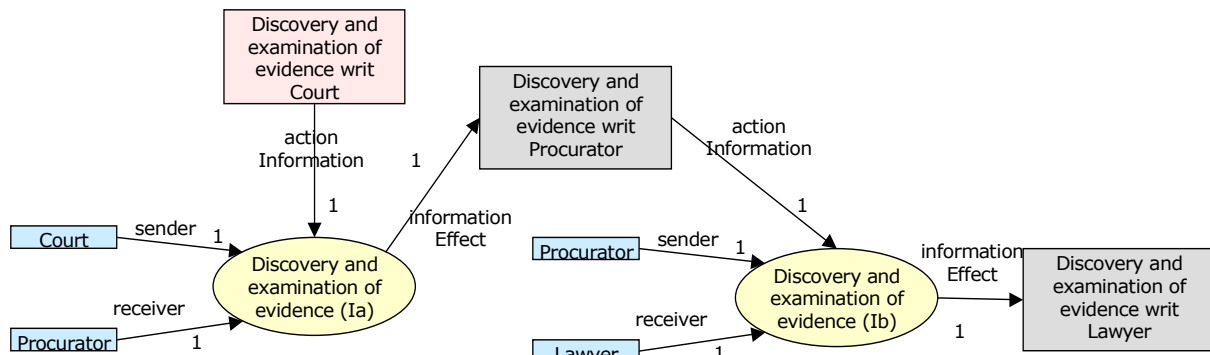 Discovery and
examination of
evidence writ
Court
Discovery and
examination of
evidence writ
Procurator
action
Information
1
action
Information
1
1
information
Effect
Court
sender
1
Discovery and
examination of
evidence (Ia)
receiver
Procurator
1
Procurator
sender
1
Discovery and
examination of
evidence (Ib)
receiver
Lawyer
1
information
Effect
1
Discovery and
examination of
evidence writ
Lawyer
1